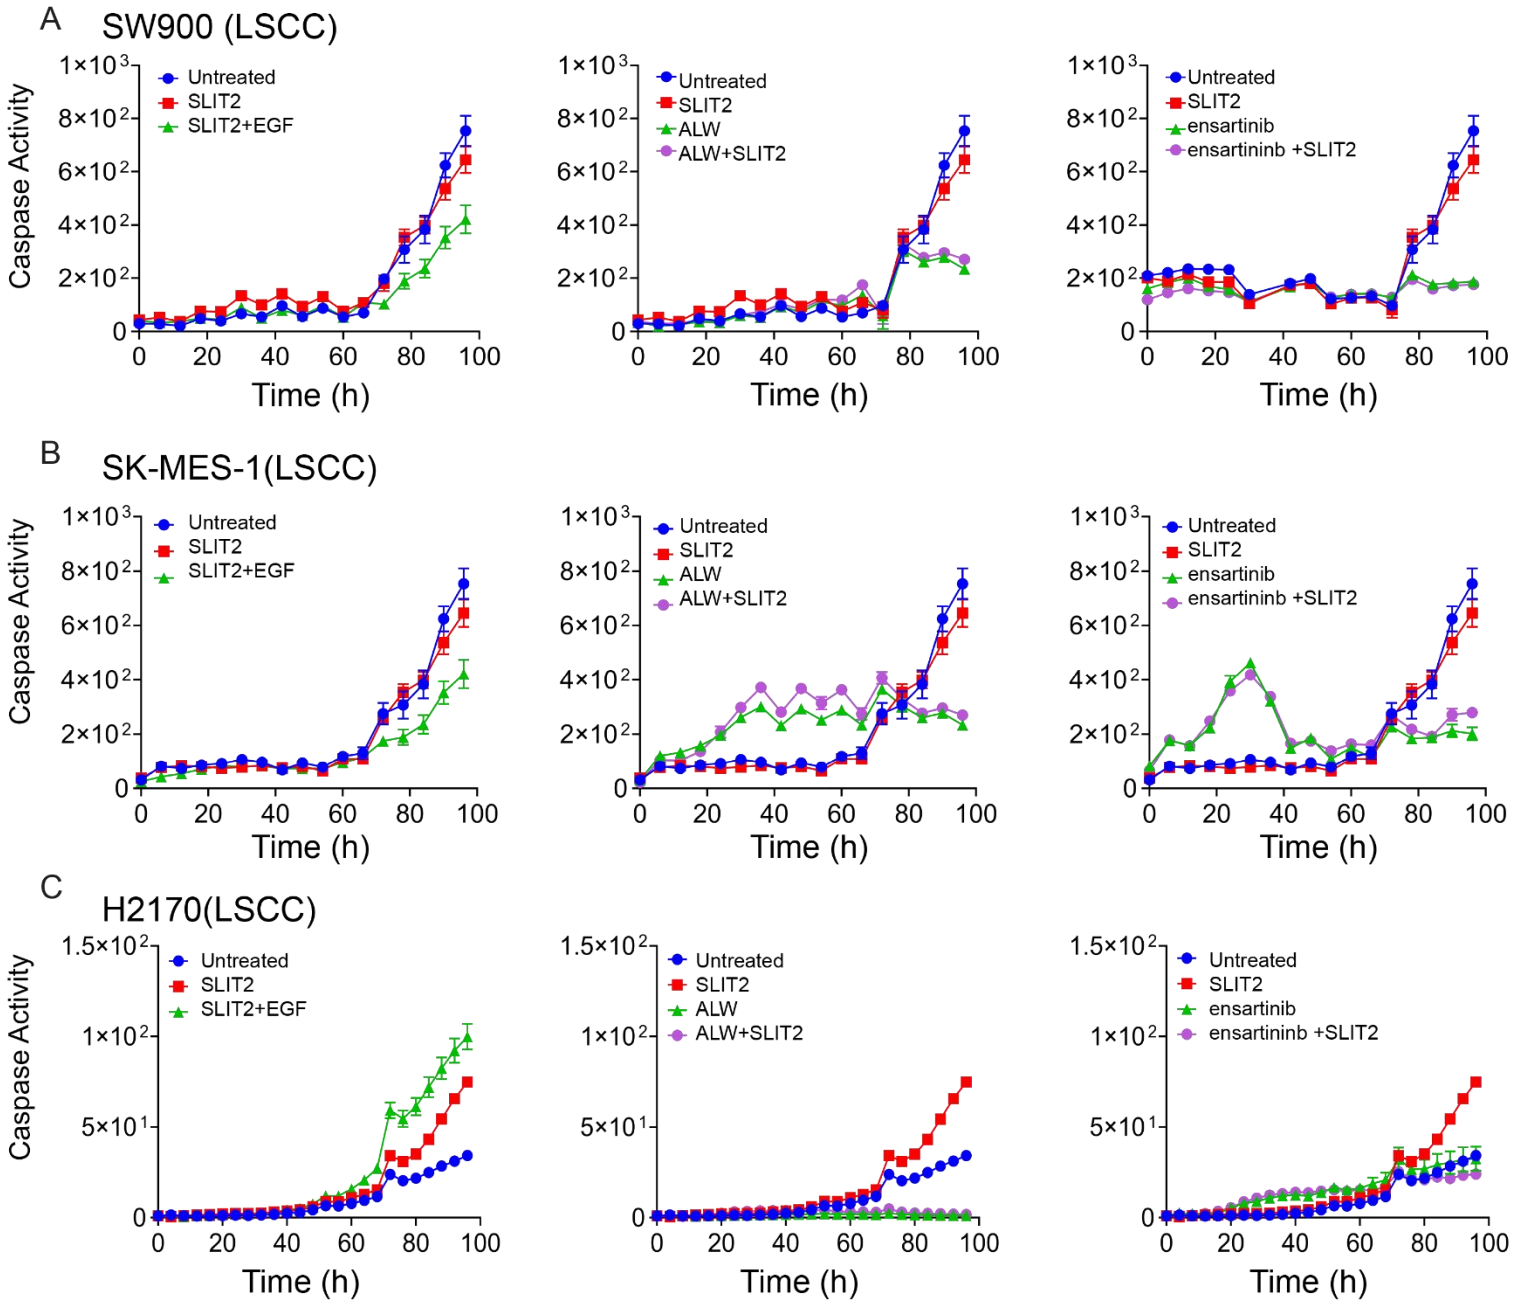 A
SW900 (LSCC)
Caspase Activity
1×10³
8×10²
6×10²
4×10²
2×10²
0
0 20 40 60 80 100
Time (h)
Untreated
SLIT2
SLIT2+EGF
1×10³
8×10²
6×10²
4×10²
2×10²
0
0 20 40 60 80 100
Time (h)
Untreated
SLIT2
ALW
ALW+SLIT2
1×10³
8×10²
6×10²
4×10²
2×10²
0
0 20 40 60 80 100
Time (h)
Untreated
SLIT2
ensartinib
ensartininb +SLIT2
B
SK-MES-1(LSCC)
Caspase Activity
1×10³
8×10²
6×10²
4×10²
2×10²
0
0 20 40 60 80 100
Time (h)
Untreated
SLIT2
SLIT2+EGF
1×10³
8×10²
6×10²
4×10²
2×10²
0
0 20 40 60 80 100
Time (h)
Untreated
SLIT2
ALW
ALW+SLIT2
1×10³
8×10²
6×10²
4×10²
2×10²
0
0 20 40 60 80 100
Time (h)
Untreated
SLIT2
ensartinib
ensartininb +SLIT2
C
H2170(LSCC)
Caspase Activity
1.5×10²
1×10²
5×10¹
0
0 20 40 60 80 100
Time (h)
Untreated
SLIT2
SLIT2+EGF
1.5×10²
1×10²
5×10¹
0
0 20 40 60 80 100
Time (h)
Untreated
SLIT2
ALW
ALW+SLIT2
1.5×10²
1×10²
5×10¹
0
0 20 40 60 80 100
Time (h)
Untreated
SLIT2
ensartinib
ensartininb +SLIT2